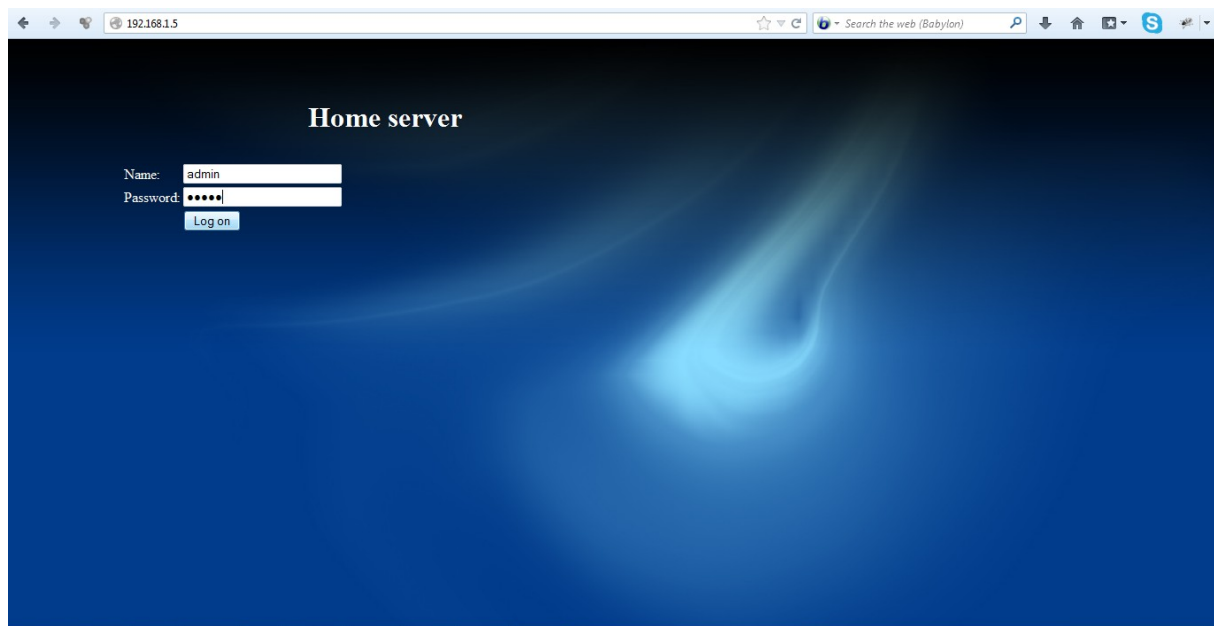 192.168.1.5
Search the web (Babylon)
Home server
Name: admin
Password: •••••
Log on